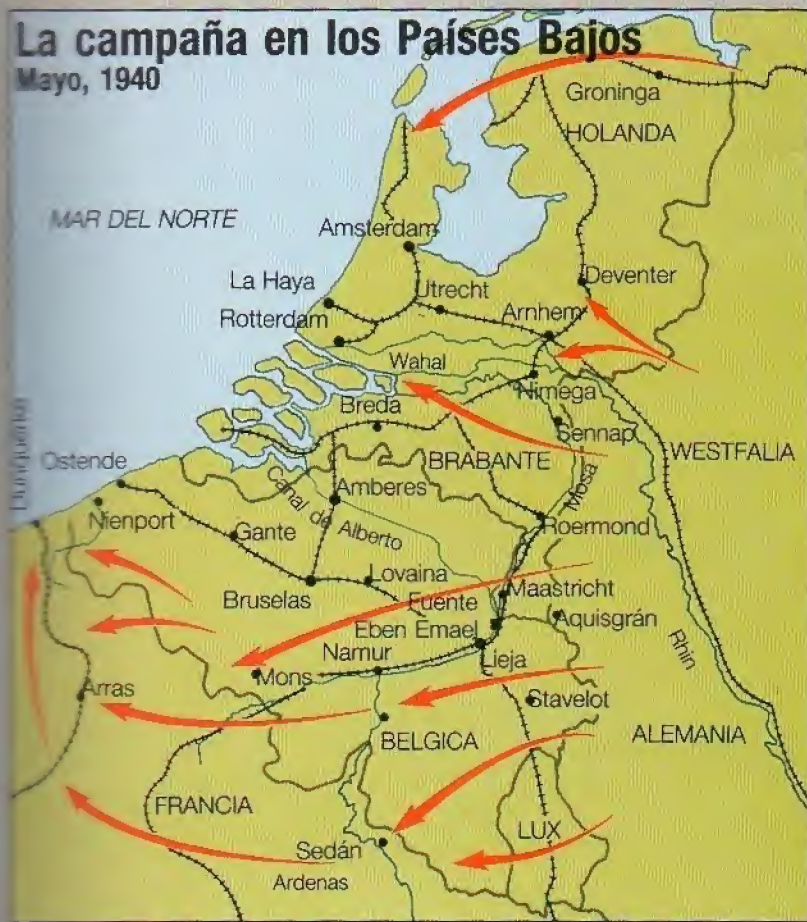 La campaña en los Países Bajos
Mayo, 1940
Groninga
HOLANDA
MAR DEL NORTE
Amsterdam
La Haya
Utrecht
Deventer
Rotterdam
Arnhem
Wahal
Nimega
Breda
Sennap
BRABANTE
WESTFALIA
Dunquerke
Ostende
Amberes
Mosa
Nienport
Canal de Alberto
Roermond
Gante
Lovaina
Maastricht
Bruselas
Fuente
Eben Emael
Aquisgrán
Namur
Lieja
Rhin
Mons
Arras
Stavelot
BELGICA
ALEMANIA
FRANCIA
LUX
Sedán
Ardenas